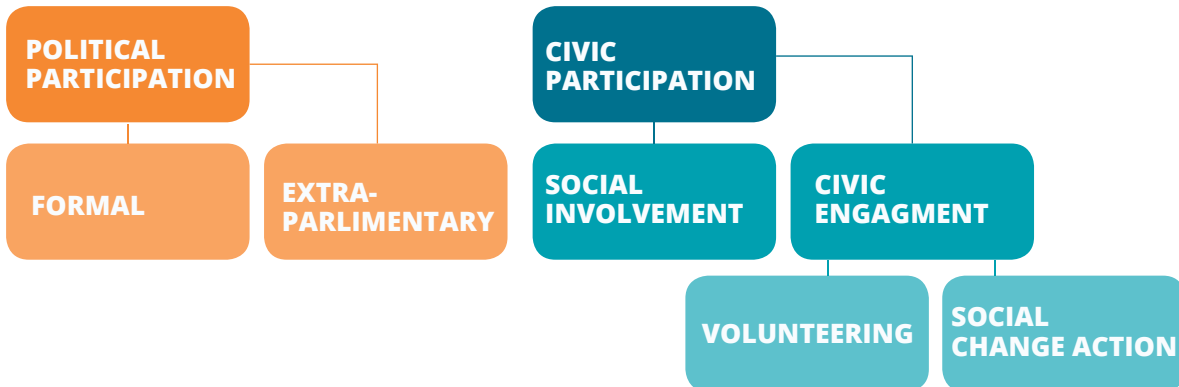 POLITICAL
PARTICIPATION
CIVIC
PARTICIPATION
FORMAL
EXTRA-
PARLIMENTARY
SOCIAL
INVOLVEMENT
CIVIC
ENGAGMENT
VOLUNTEERING
SOCIAL
CHANGE ACTION